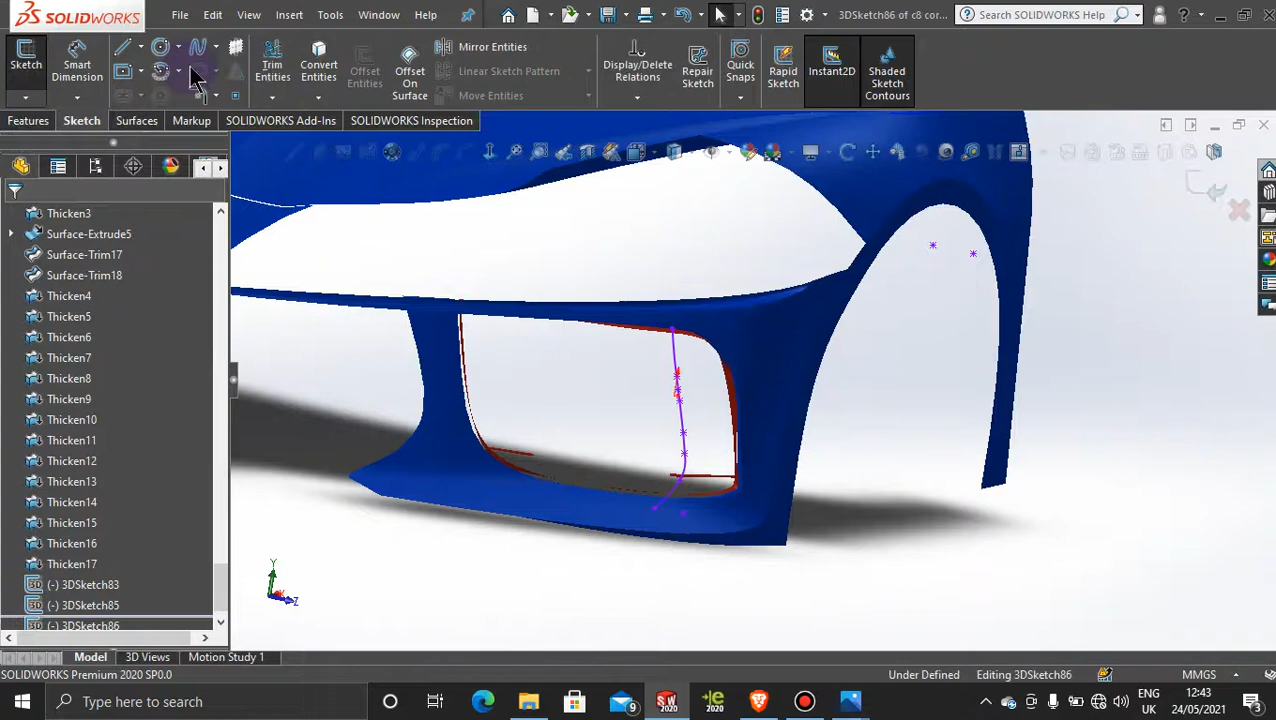 SOLIDWORKS
File Edit View Insert Tools Window Help
3DSketch86 of c8 cor...
Search SOLIDWORKS Help
Sketch
Smart Dimension
Trim Entities
Convert Entities
Offset Entities
Offset On Surface
Mirror Entities
Linear Sketch Pattern
Move Entities
Display/Delete Relations
Repair Sketch
Quick Snaps
Rapid Sketch
Instant2D
Shaded Sketch Contours
Features Sketch Surfaces Markup SOLIDWORKS Add-Ins SOLIDWORKS Inspection
Thicken3
Surface-Extrude5
Surface-Trim17
Surface-Trim18
Thicken4
Thicken5
Thicken6
Thicken7
Thicken8
Thicken9
Thicken10
Thicken11
Thicken12
Thicken13
Thicken14
Thicken15
Thicken16
Thicken17
(-) 3DSketch83
(-) 3DSketch85
(-) 3DSketch86
Y
X Z
Model 3D Views Motion Study 1
SOLIDWORKS Premium 2020 SP0.0
Under Defined Editing 3DSketch86 MMGS
Type here to search
ENG
UK
12:43
24/05/2021